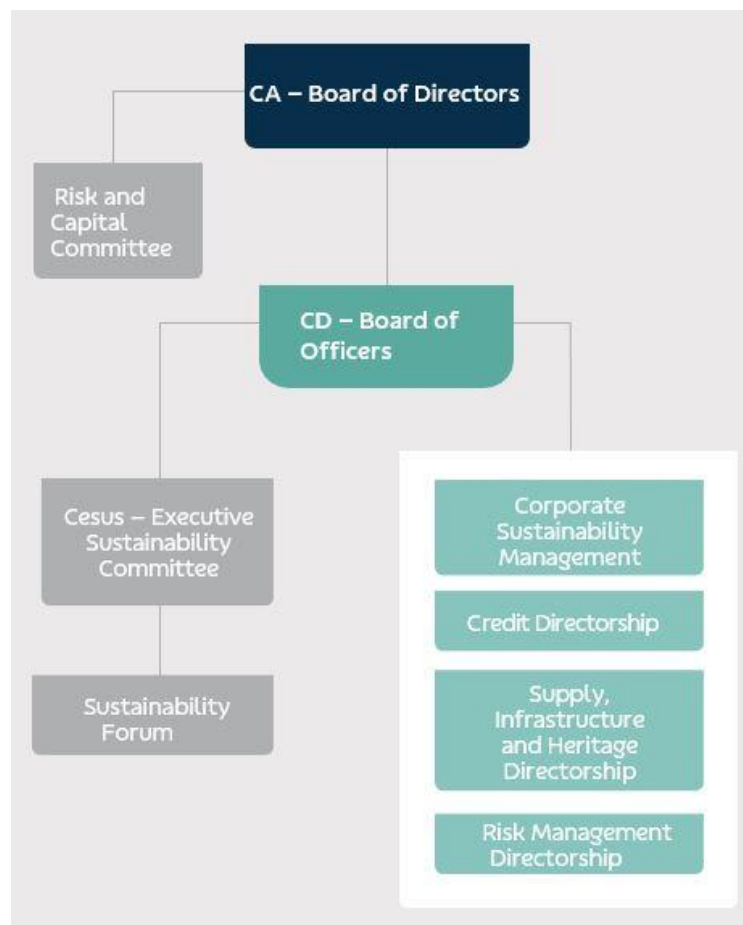 CA – Board of Directors
Risk and
Capital
Committee
CD – Board of
Officers
Cesus – Executive
Sustainability
Committee
Sustainability
Forum
Corporate
Sustainability
Management
Credit Directorship
Supply,
Infrastructure
and Heritage
Directorship
Risk Management
Directorship